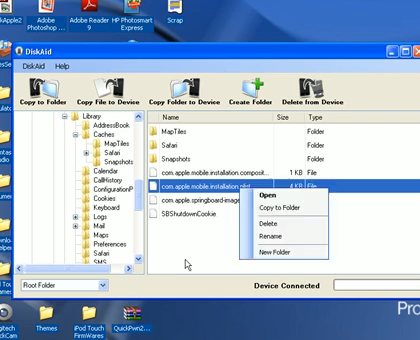 Apple2 Adobe Adobe Reader HP Photosmart Scrap
Photoshop ... 9 Express
DiskAid
DiskAid Help
Copy to Folder Copy File to Device Copy Folder to Device Create Folder Delete from Device
Library
AddressBook
Caches
MapTiles
Safari
Snapshots
Calendar
CallHistory
ConfigurationP
Cookies
Keyboard
Logs
Mail
Maps
Preferences
Safari
SMS
Name Size Type
MapTiles Folder
Safari Folder
Snapshots Folder
com.apple.mobile.installation.composit... 1 KB File
com.apple.mobile.installation.plist 4 KB File
com.apple.springboard-image
SBShutdownCookie
Open
Copy to Folder
Delete
Rename
New Folder
Root Folder Device Connected
Pro
Themes iPod Touch QuickPwn2...
FirmWares